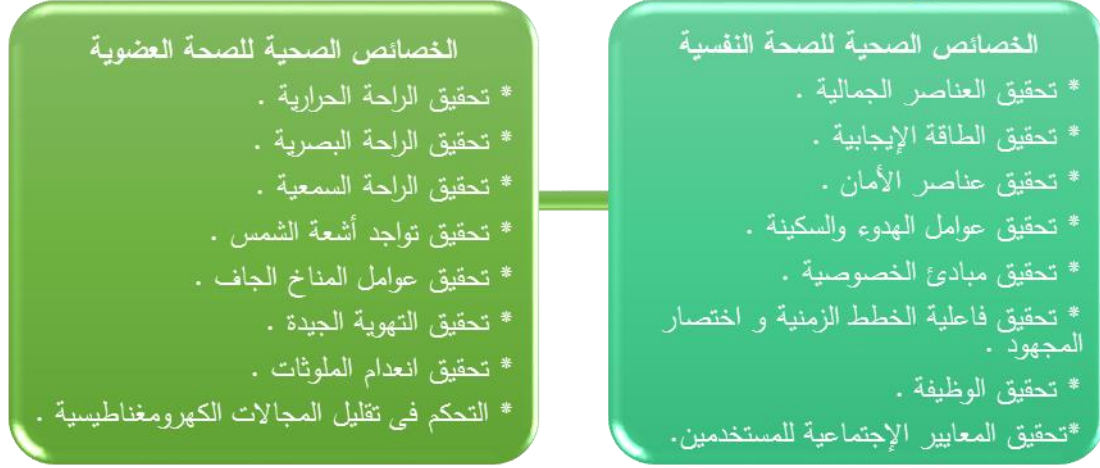 الخصائص الصحية للصحة النفسية
* تحقيق العناصر الجمالية .
* تحقيق الطاقة الإيجابية .
* تحقيق عناصر الأمان .
* تحقيق عوامل الهدوء والسكينة .
* تحقيق مبادئ الخصوصية .
* تحقيق فاعلية الخطط الزمنية و اختصار
المجهود .
* تحقيق الوظيفة .
*تحقيق المعايير الإجتماعية للمستخدمين.
الخصائص الصحية للصحة العضوية
* تحقيق الراحة الحرارية .
* تحقيق الراحة البصرية .
* تحقيق الراحة السمعية .
* تحقيق تواجد أشعة الشمس .
* تحقيق عوامل المناخ الجاف .
* تحقيق التهوية الجيدة .
* تحقيق انعدام الملوثات .
* التحكم فى تقليل المجالات الكهرومغناطيسية .